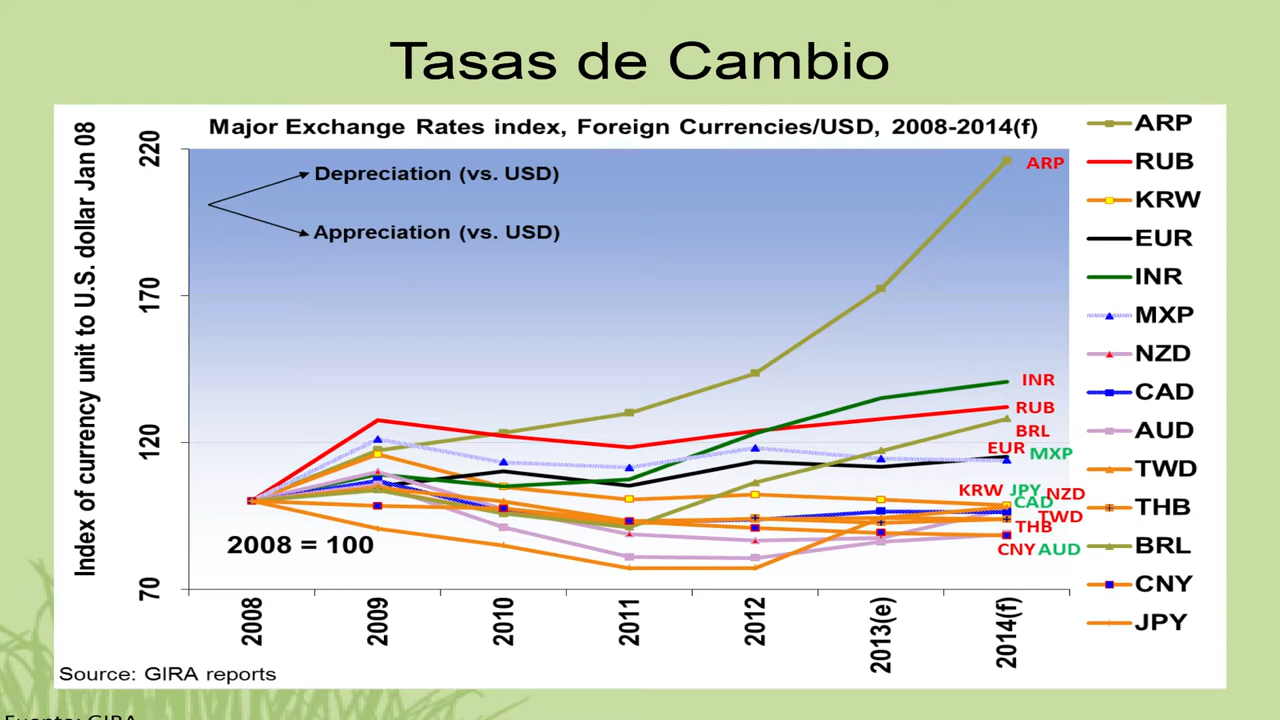 Tasas de Cambio
Major Exchange Rates index, Foreign Currencies/USD, 2008-2014(f)
Index of currency unit to U.S. dollar Jan 08
220
170
120
70
Depreciation (vs. USD)
Appreciation (vs. USD)
2008 = 100
ARP
INR
RUB
BRL
EUR MXP
KRW JPY NZD
CAD
TWD
THB
CNY AUD
2008
2009
2010
2011
2012
2013(e)
2014(f)
ARP
RUB
KRW
EUR
INR
MXP
NZD
CAD
AUD
TWD
THB
BRL
CNY
JPY
Source: GIRA reports
Fuente: GIRA